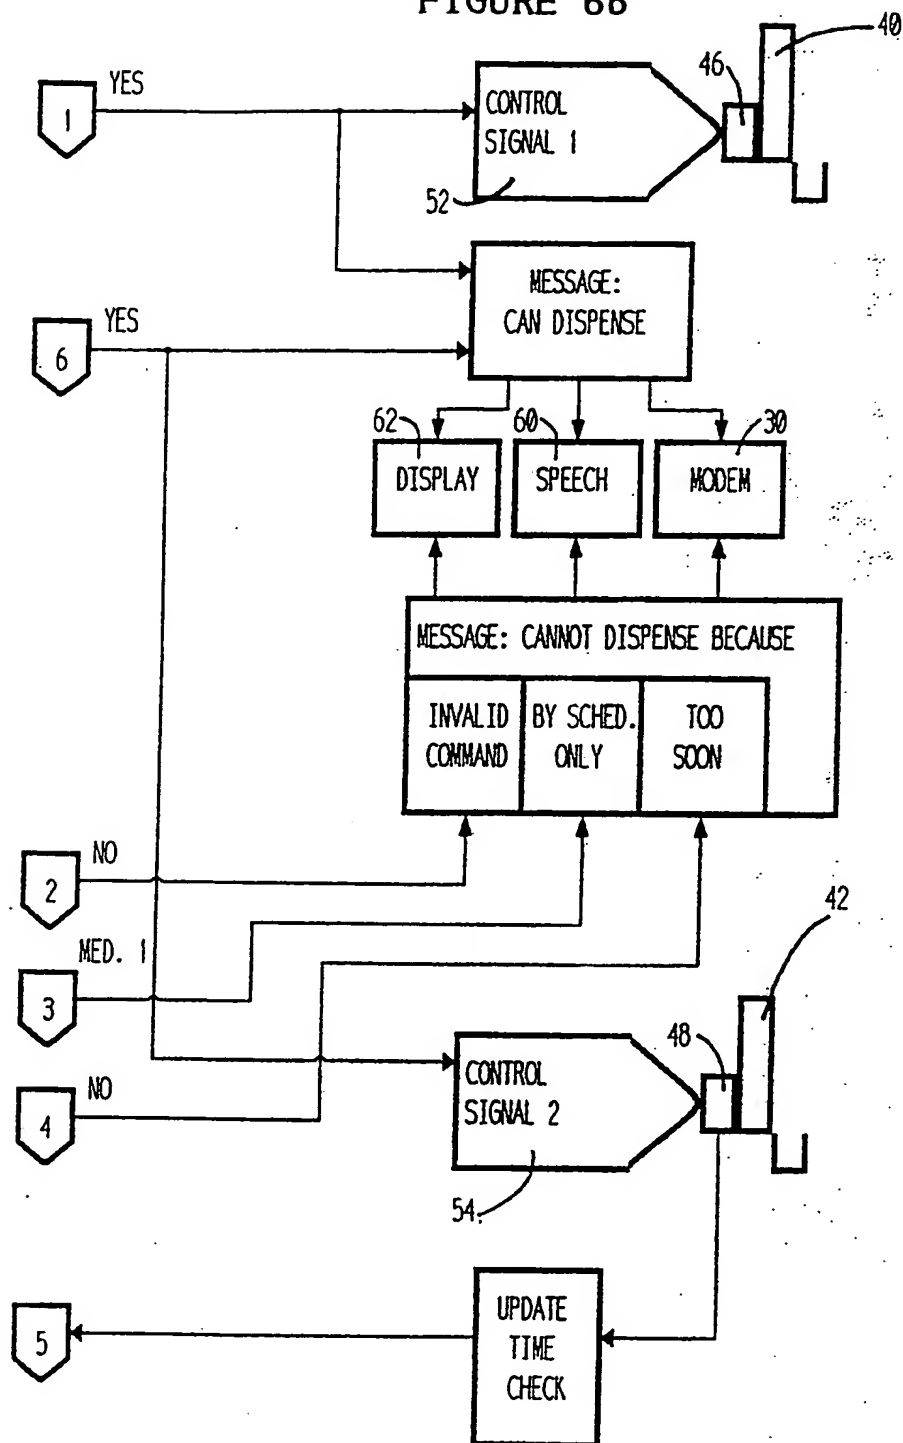 FIGURE 6B
40
46
YES
1
CONTROL
SIGNAL 1
52
MESSAGE:
CAN DISPENSE
YES
6
62
60
30
DISPLAY
SPEECH
MODEM
MESSAGE: CANNOT DISPENSE BECAUSE
INVALID
COMMAND
BY SCHED.
ONLY
TOO
SOON
NO
2
42
MED. 1
3
48
NO
4
CONTROL
SIGNAL 2
54.
UPDATE
TIME
CHECK
5